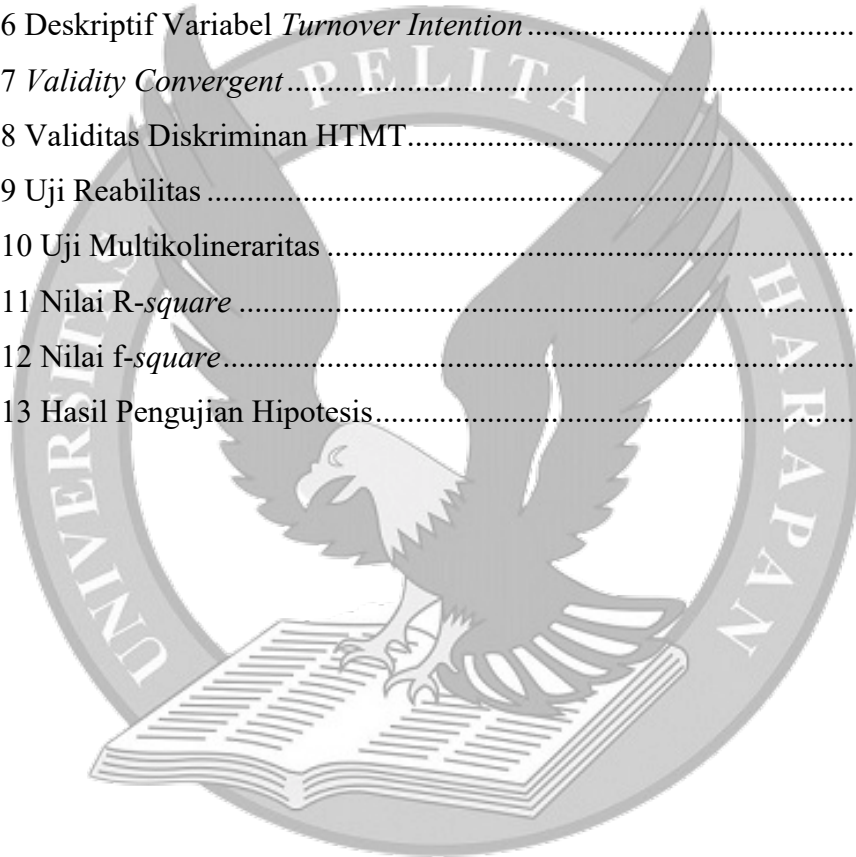 6 Deskriptif Variabel Turnover Intention................................................
7 Validity Convergent................................................................................
8 Validitas Diskriminan HTMT................................................................
9 Uji Reabilitas..........................................................................................
10 Uji Multikolineraritas..........................................................................
11 Nilai R-square......................................................................................
12 Nilai f-square........................................................................................
13 Hasil Pengujian Hipotesis....................................................................
UNIVERSITAS PELITA HARAPAN